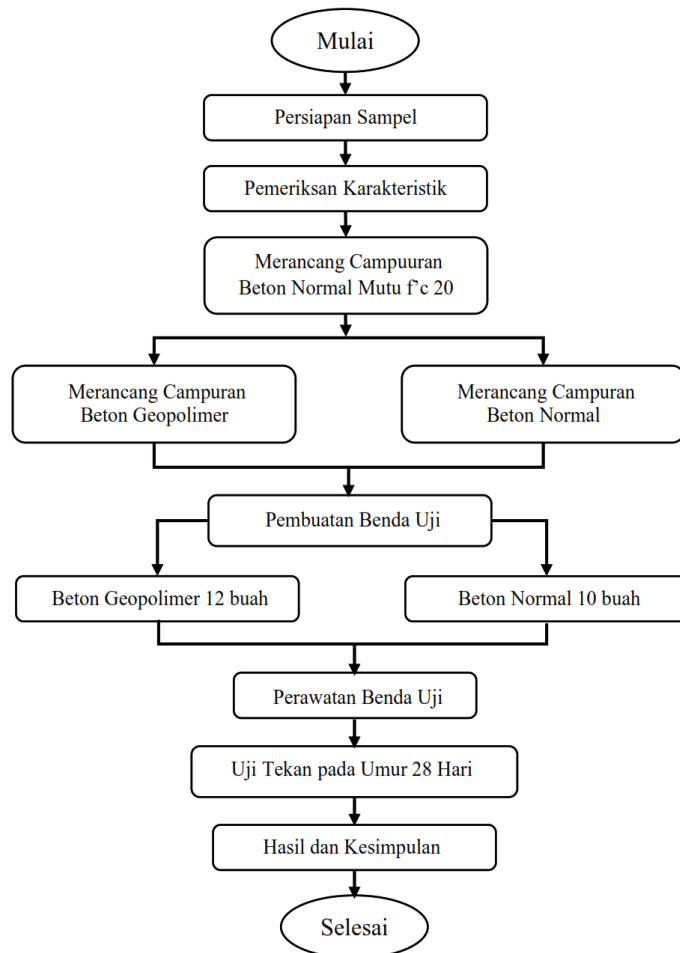 Mulai
Persiapan Sampel
Pemeriksan Karakteristik
Merancang Campuuran
Beton Normal Mutu f'c 20
Merancang Campuran
Beton Geopolimer
Merancang Campuran
Beton Normal
Pembuatan Benda Uji
Beton Geopolimer 12 buah
Beton Normal 10 buah
Perawatan Benda Uji
Uji Tekan pada Umur 28 Hari
Hasil dan Kesimpulan
Selesai